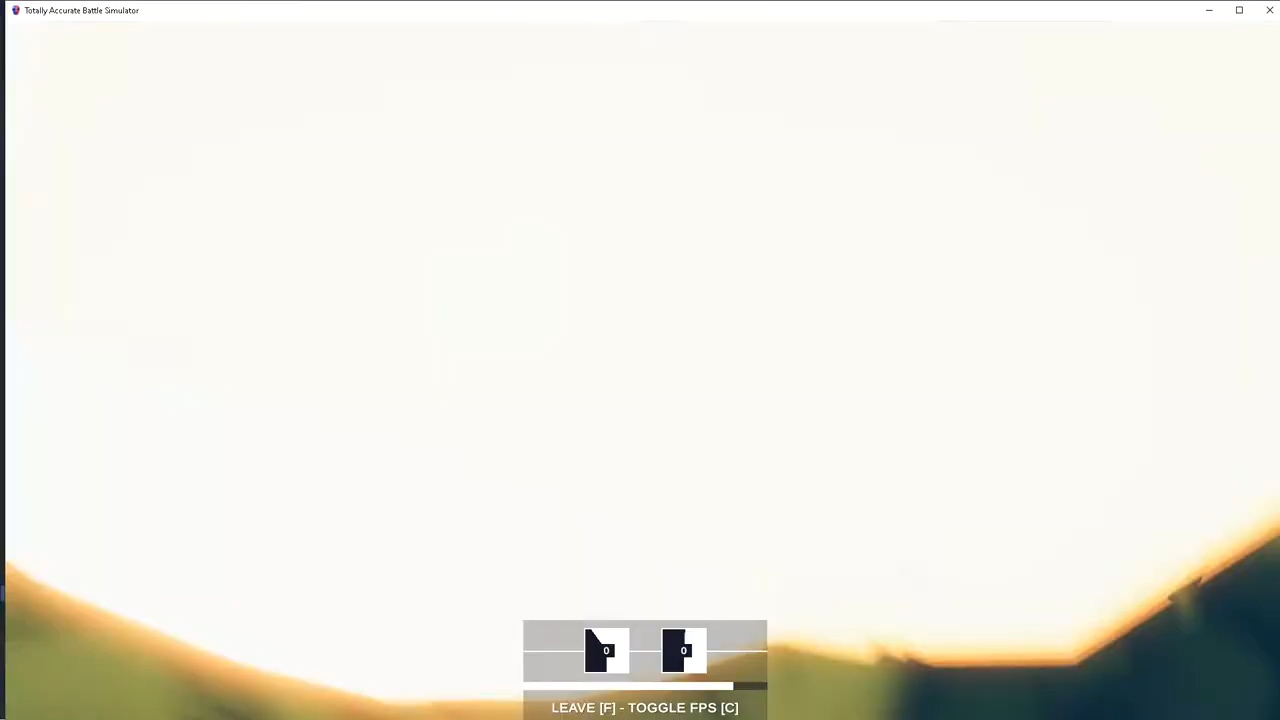 Totally Accurate Battle Simulator
0 0
LEAVE [F] - TOGGLE FPS [C]